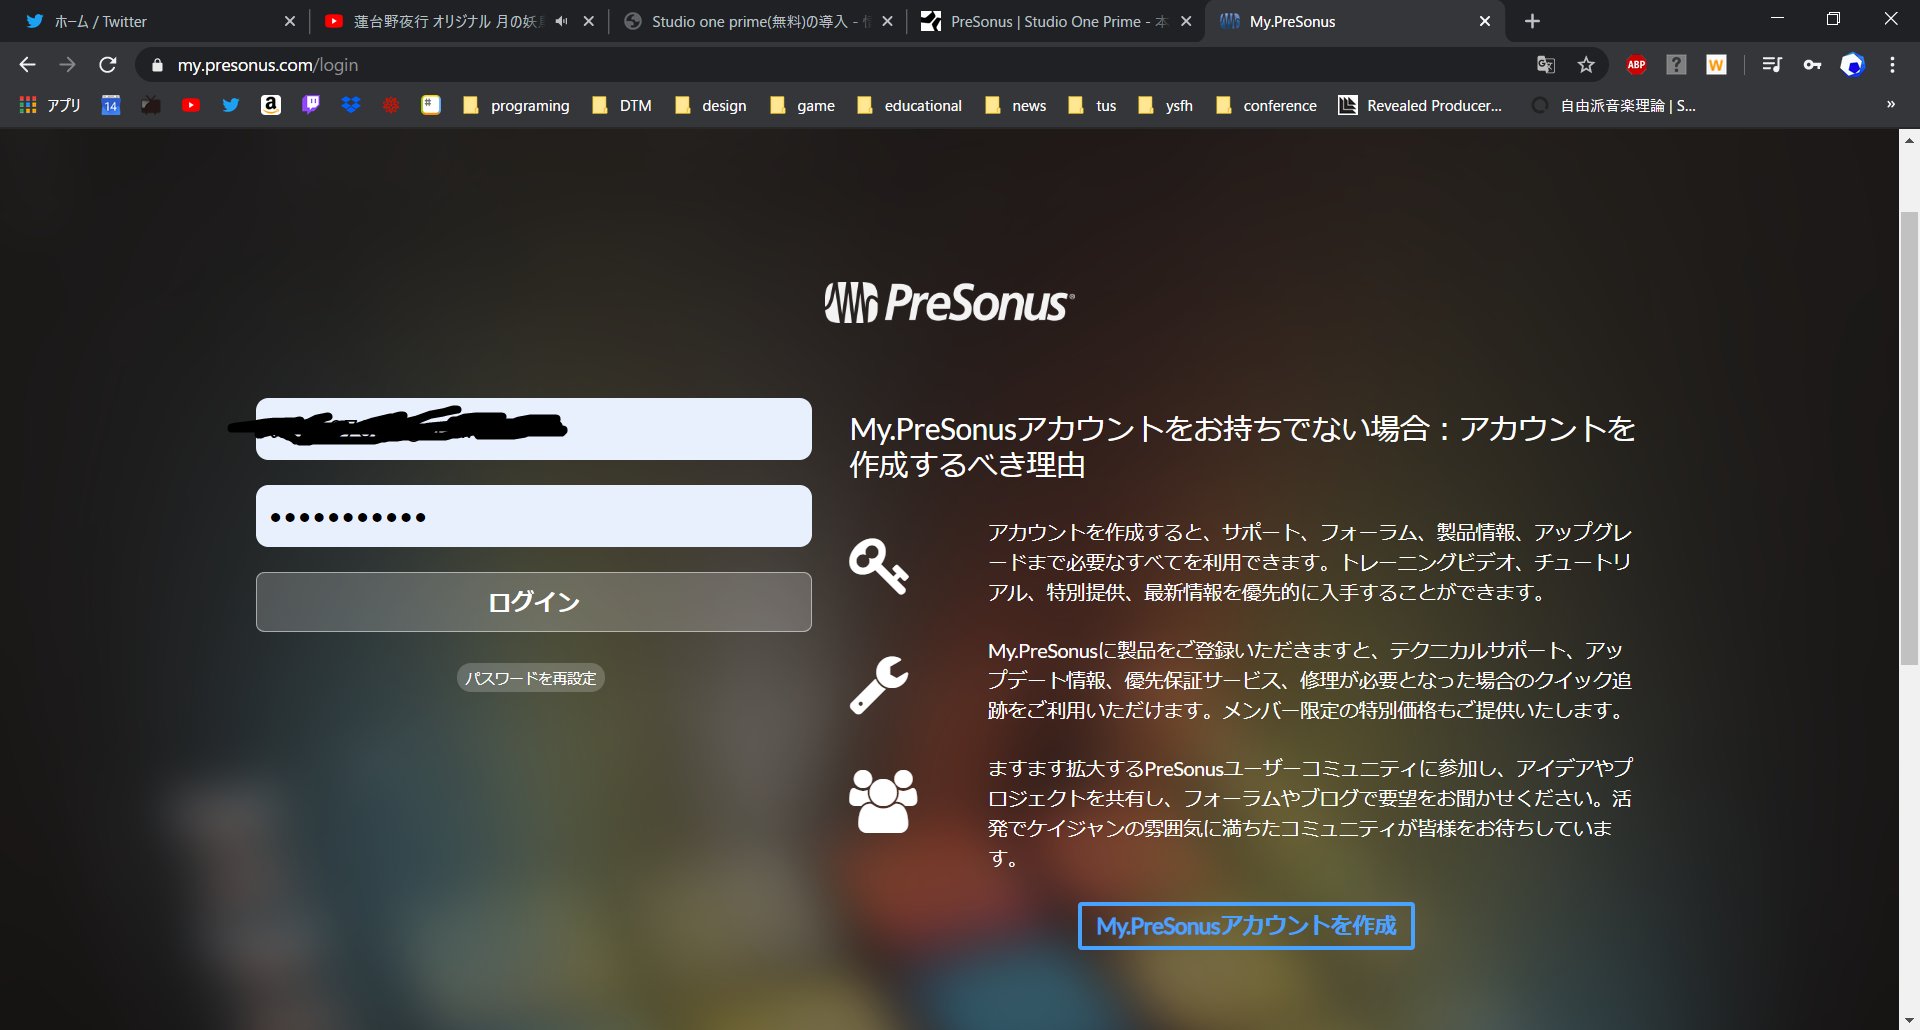 ホーム / Twitter
蓮台野夜行 オリジナル 月の妖
Studio one prime(無料)の導入 -
PreSonus | Studio One Prime -
My.PreSonus
my.presonus.com/login
ABP
?
W
アプリ
14
a
#
programing
DTM
design
game
educational
news
tus
ysfh
conference
Revealed Producer...
自由派音楽理論 | S...
»
PreSonus
My.PreSonusアカウントをお持ちでない場合：アカウントを
作成するべき理由
•••••••••••
アカウントを作成すると、サポート、フォーラム、製品情報、アップグレ
ードまで必要なすべてを利用できます。トレーニングビデオ、チュートリ
アル、特別提供、最新情報を優先的に入手することができます。
ログイン
パスワードを再設定
My.PreSonusに製品をご登録いただきますと、テクニカルサポート、アッ
プデート情報、優先保証サービス、修理が必要となった場合のクイック追
跡をご利用いただけます。メンバー限定の特別価格もご提供いたします。
ますます拡大するPreSonusユーザーコミュニティに参加し、アイデアやプ
ロジェクトを共有し、フォーラムやブログで要望をお聞かせください。活
発でケイジャンの雰囲気に満ちたコミュニティが皆様をお待ちしていま
す。
My.PreSonusアカウントを作成